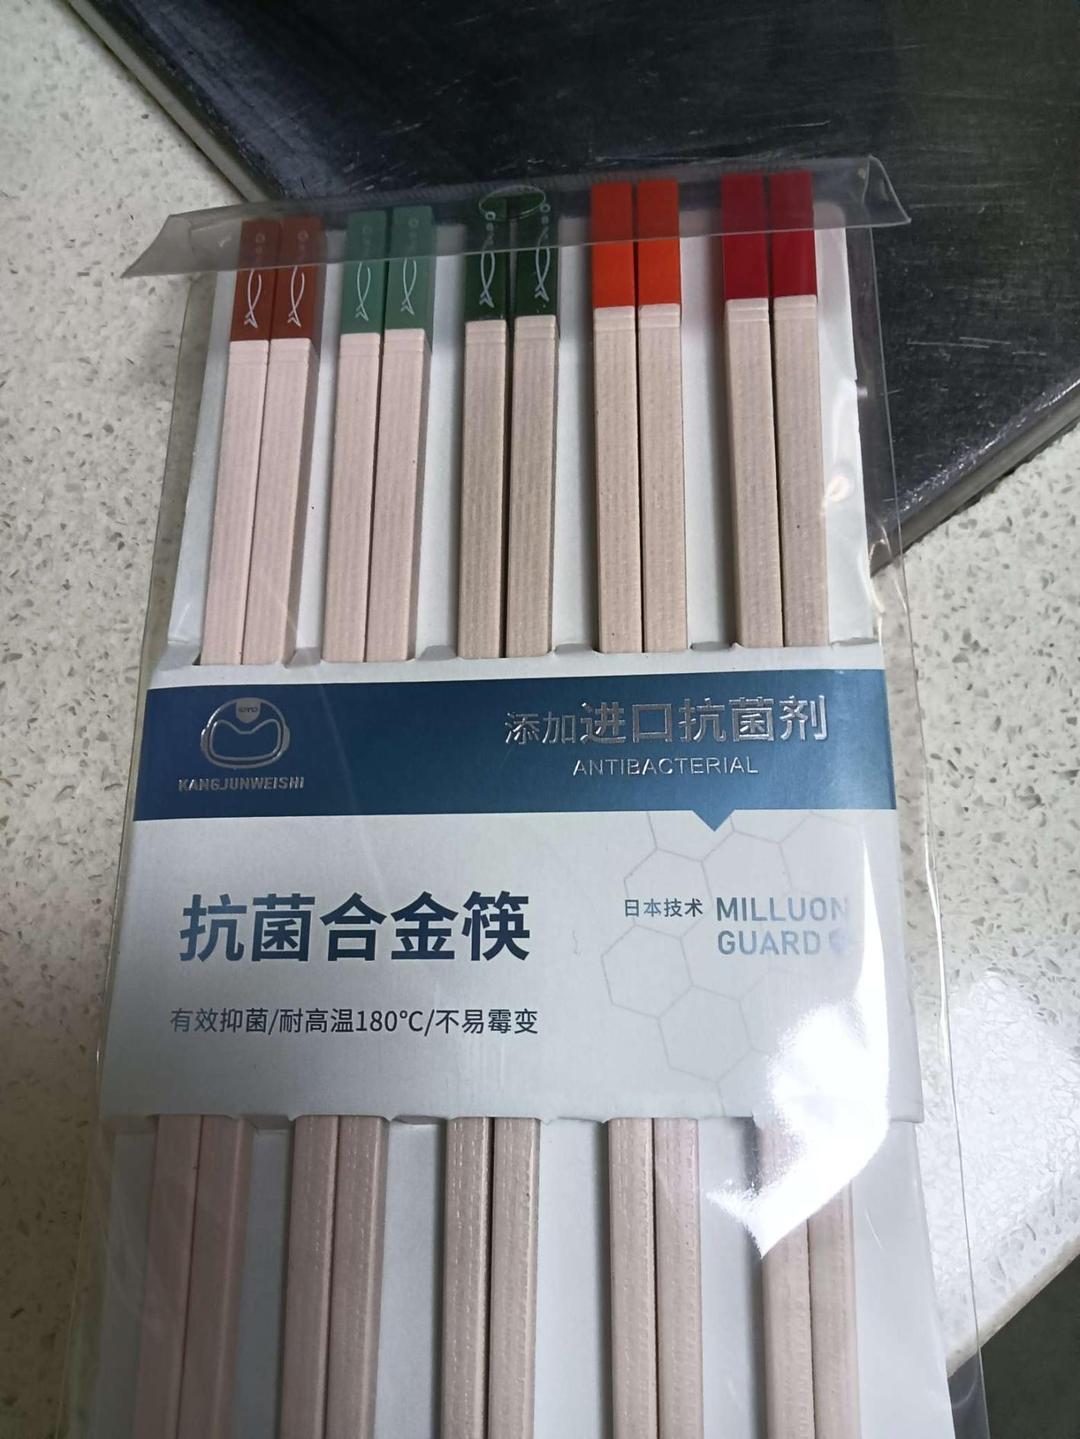 添加进口抗菌剂
ANTIBACTERIAL
KANGJUNWEISHI
抗菌合金筷
日本技术 MILLUON
GUARD
有效抑菌/耐高温180℃/不易霉变